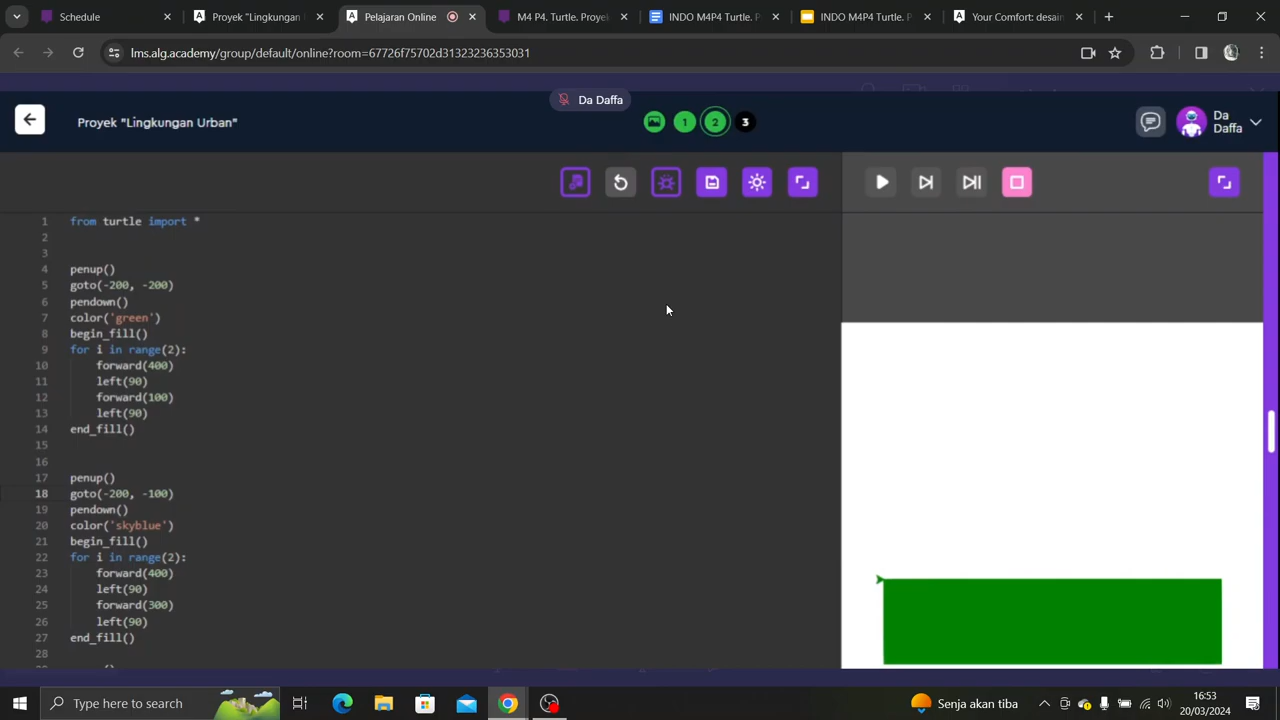 Schedule
Proyek "Lingkungan
Pelajaran Online
M4 P4. Turtle. Proye
INDO M4P4 Turtle. P
INDO M4P4 Turtle. P
Your Comfort: desain
lms.alg.academy/group/default/online?room=67726f75702d31323236353031
Da Daffa
Proyek "Lingkungan Urban"
1
2
3
Da
Daffa
1 from turtle import *
2
3
4 penup()
5 goto(-200, -200)
6 pendown()
7 color('green')
8 begin_fill()
9 for i in range(2):
10 forward(400)
11 left(90)
12 forward(100)
13 left(90)
14 end_fill()
15
16
17 penup()
18 goto(-200, -100)
19 pendown()
20 color('skyblue')
21 begin_fill()
22 for i in range(2):
23 forward(400)
24 left(90)
25 forward(300)
26 left(90)
27 end_fill()
28
Type here to search
Senja akan tiba
16:53
20/03/2024